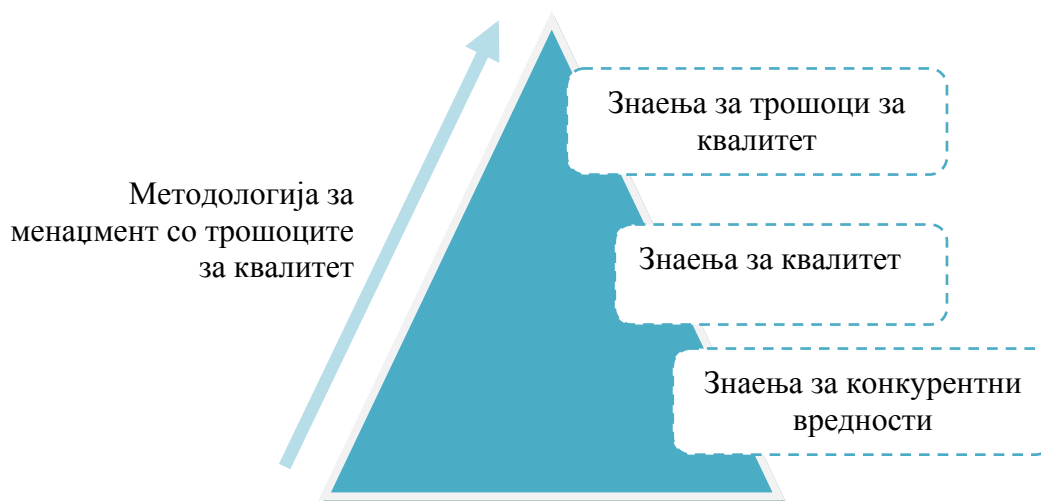 Знаења за трошоци за
квалитет
Методологија за
менаџмент со трошоците
за квалитет
Знаења за квалитет
Знаења за конкурентни
вредности